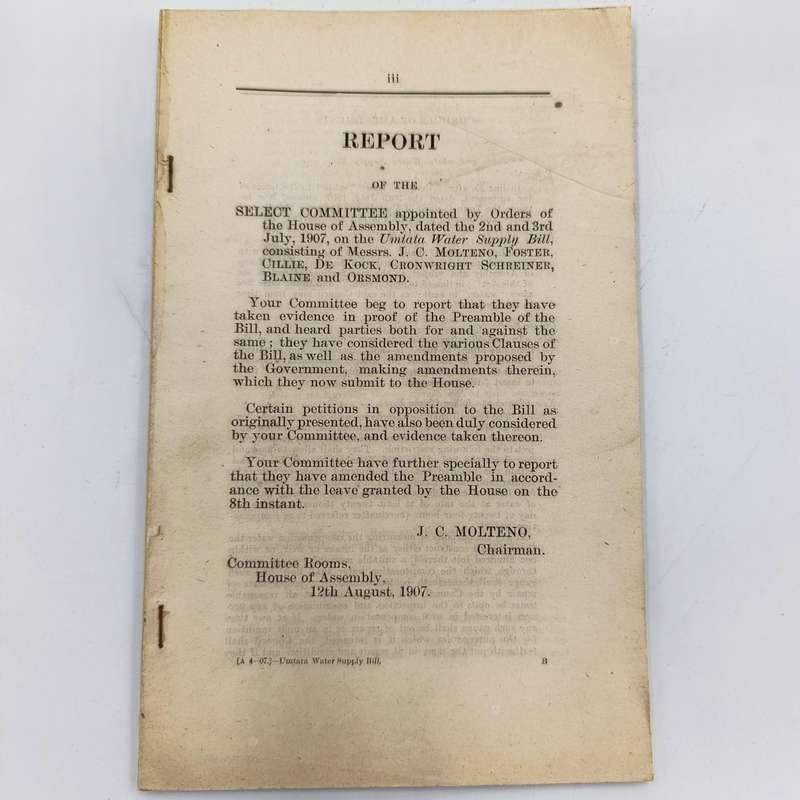 iii
REPORT
OF THE
SELECT COMMITTEE appointed by Orders of
the House of Assembly, dated the 2nd and 3rd
July, 1907, on the Umtata Water Supply Bill,
consisting of Messrs. J. C. MOLTENO, FOSTER,
CILLIE, DE KOCK, CRONWRIGHT SCHREINER,
BLAINE and ORSMOND.
Your Committee beg to report that they have
taken evidence in proof of the Preamble of the
Bill, and heard parties both for and against the
same; they have considered the various Clauses of
the Bill, as well as the amendments proposed by
the Government, making amendments therein,
which they now submit to the House.
Certain petitions in opposition to the Bill as
originally presented, have also been duly considered
by your Committee, and evidence taken thereon.
Your Committee have further specially to report
that they have amended the Preamble in accord-
ance with the leave granted by the House on the
8th instant.
J. C. MOLTENO,
Chairman.
Committee Rooms,
House of Assembly,
12th August, 1907.
[A 4—07.]—Umtata Water Supply Bill. B